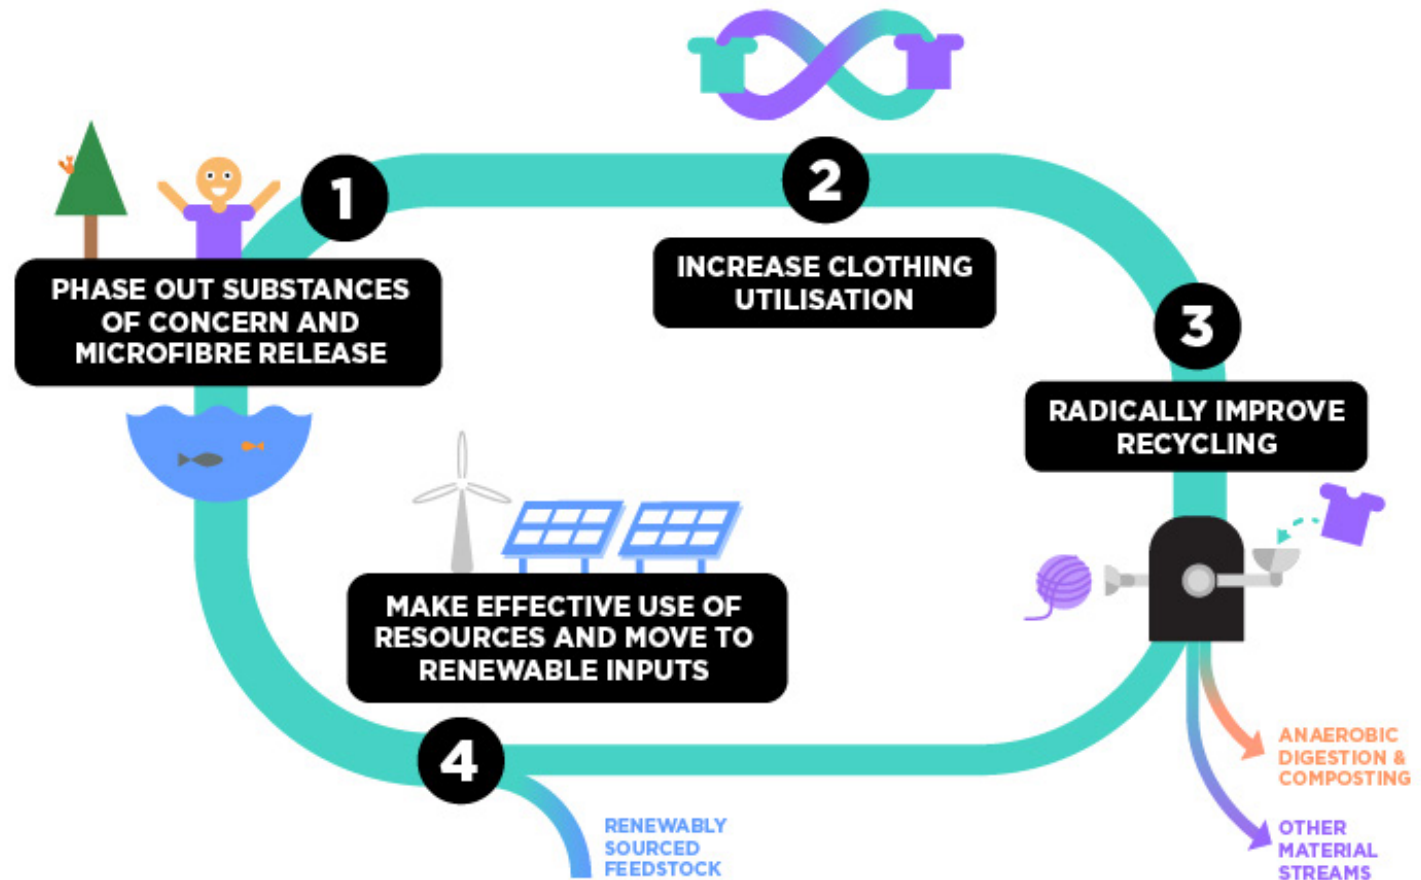 1
PHASE OUT SUBSTANCES
OF CONCERN AND
MICROFIBRE RELEASE
2
INCREASE CLOTHING
UTILISATION
3
RADICALLY IMPROVE
RECYCLING
MAKE EFFECTIVE USE OF
RESOURCES AND MOVE TO
RENEWABLE INPUTS
4
RENEWABLY
SOURCED
FEEDSTOCK
ANAEROBIC
DIGESTION &
COMPOSTING
OTHER
MATERIAL
STREAMS